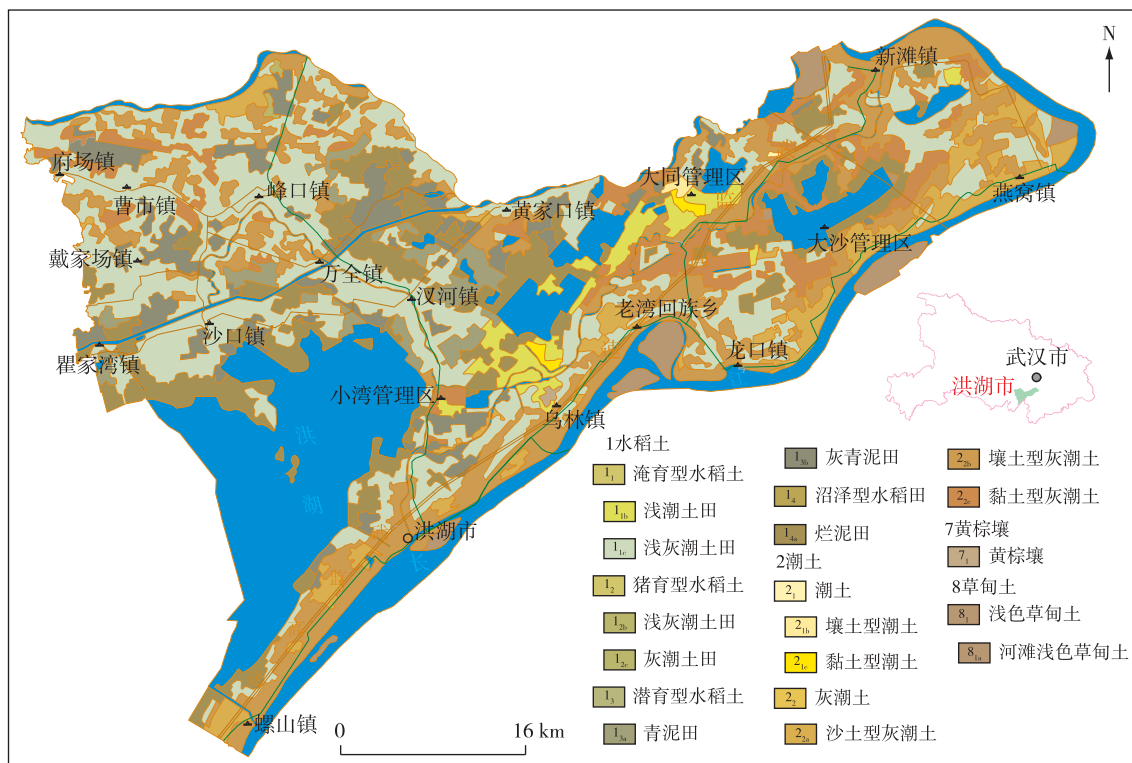 N
新滩镇
府场镇
曹市镇
峰口镇
黄家口镇
大同管理区
燕窝镇
戴家场镇
万全镇
大沙管理区
汊河镇
沙口镇
老湾回族乡
瞿家湾镇
龙口镇
小湾管理区
乌林镇
洪
湖
洪湖市
长
江
螺山镇
0 16 km
武汉市
洪湖市
1水稻土
1₁ 淹育型水稻土
1₁b 浅潮土田
1₁c 浅灰潮土田
1₂ 猪育型水稻土
1₂b 浅灰潮土田
1₂c 灰潮土田
1₃ 潜育型水稻土
1₃a 青泥田
1₃b 灰青泥田
1₄ 沼泽型水稻田
1₄a 烂泥田
2潮土
2₁ 潮土
2₁b 壤土型潮土
2₁c 黏土型潮土
2₂ 灰潮土
2₂a 沙土型灰潮土
2₂b 壤土型灰潮土
2₂c 黏土型灰潮土
7黄棕壤
7₁ 黄棕壤
8草甸土
8₁ 浅色草甸土
8₁a 河滩浅色草甸土